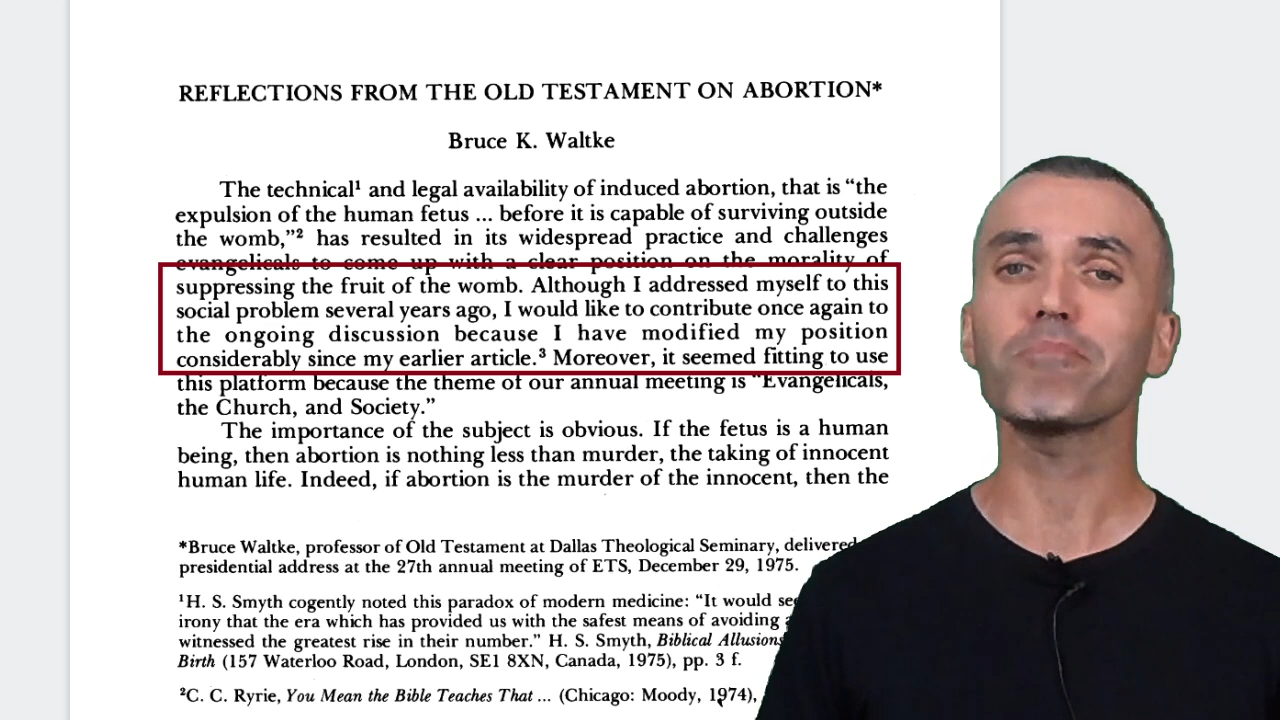 REFLECTIONS FROM THE OLD TESTAMENT ON ABORTION*
Bruce K. Waltke
The technical¹ and legal availability of induced abortion, that is “the
expulsion of the human fetus ... before it is capable of surviving outside
the womb,”² has resulted in its widespread practice and challenges
evangelicals to come up with a clear position on the morality of
suppressing the fruit of the womb. Although I addressed myself to this
social problem several years ago, I would like to contribute once again to
the ongoing discussion because I have modified my position
considerably since my earlier article.³ Moreover, it seemed fitting to use
this platform because the theme of our annual meeting is “Evangelicals,
the Church, and Society.”
The importance of the subject is obvious. If the fetus is a human
being, then abortion is nothing less than murder, the taking of innocent
human life. Indeed, if abortion is the murder of the innocent, then the
*Bruce Waltke, professor of Old Testament at Dallas Theological Seminary, delivered
presidential address at the 27th annual meeting of ETS, December 29, 1975.
¹H. S. Smyth cogently noted this paradox of modern medicine: “It would
irony that the era which has provided us with the safest means of avoiding
witnessed the greatest rise in their number.” H. S. Smyth, Biblical Allusions
Birth (157 Waterloo Road, London, SE1 8XN, Canada, 1975), pp. 3 f.
²C. C. Ryrie, You Mean the Bible Teaches That ... (Chicago: Moody, 1974),